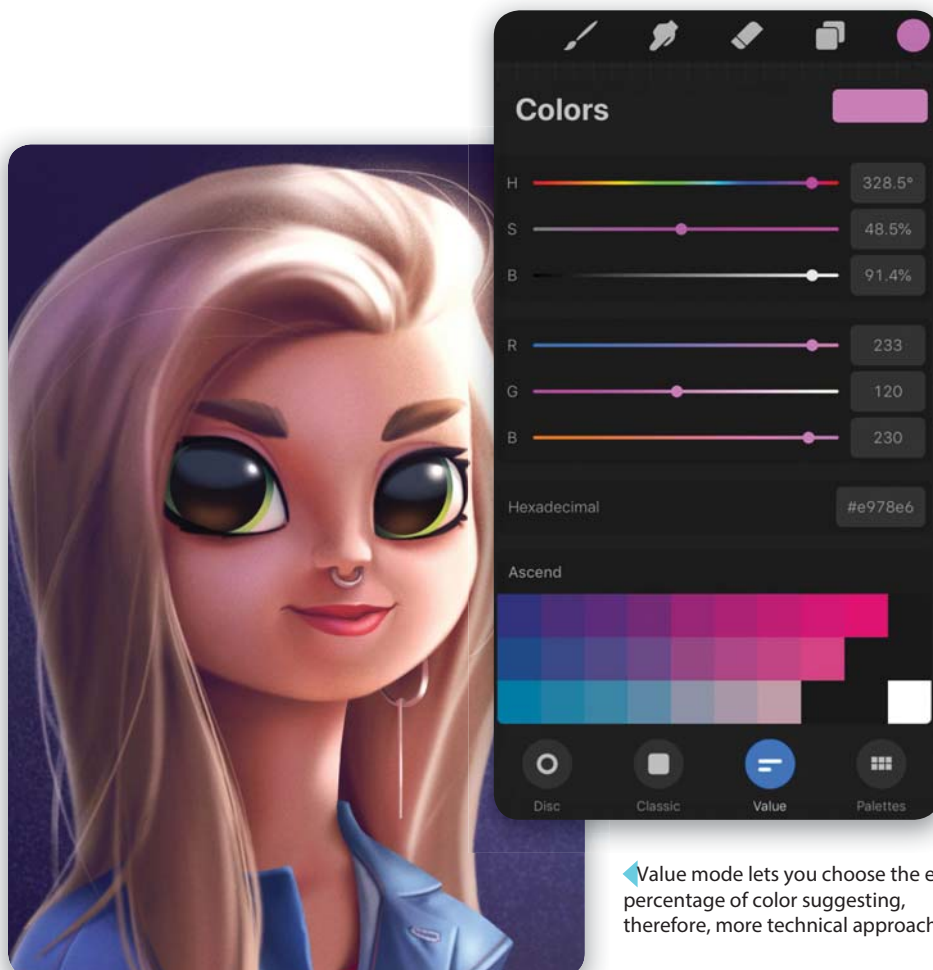 Colors
H 328.5°
S 48.5%
B 91.4%
R 233
G 120
B 230
Hexadecimal #e978e6
Ascend
Disc Classic Value Palettes
Value mode lets you choose the
percentage of color suggesting,
therefore, more technical approach